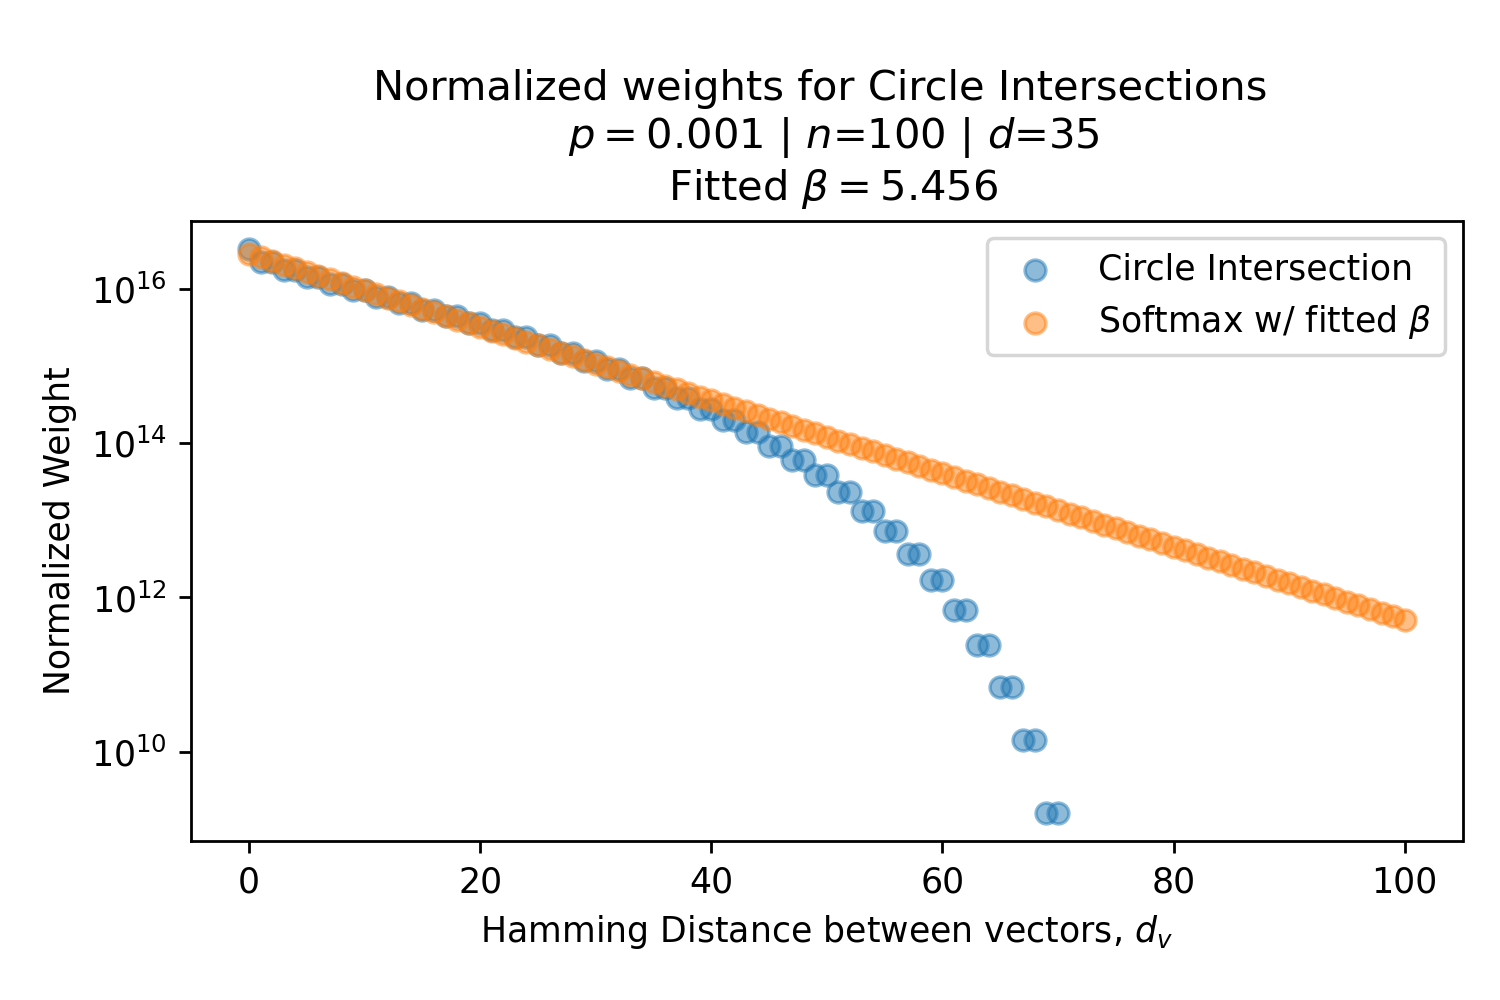 Normalized weights for Circle Intersections
p = 0.001 | n=100 | d=35
Fitted β = 5.456
Circle Intersection
Softmax w/ fitted β
Normalized Weight
10^16
10^14
10^12
10^10
0 20 40 60 80 100
Hamming Distance between vectors, d_v